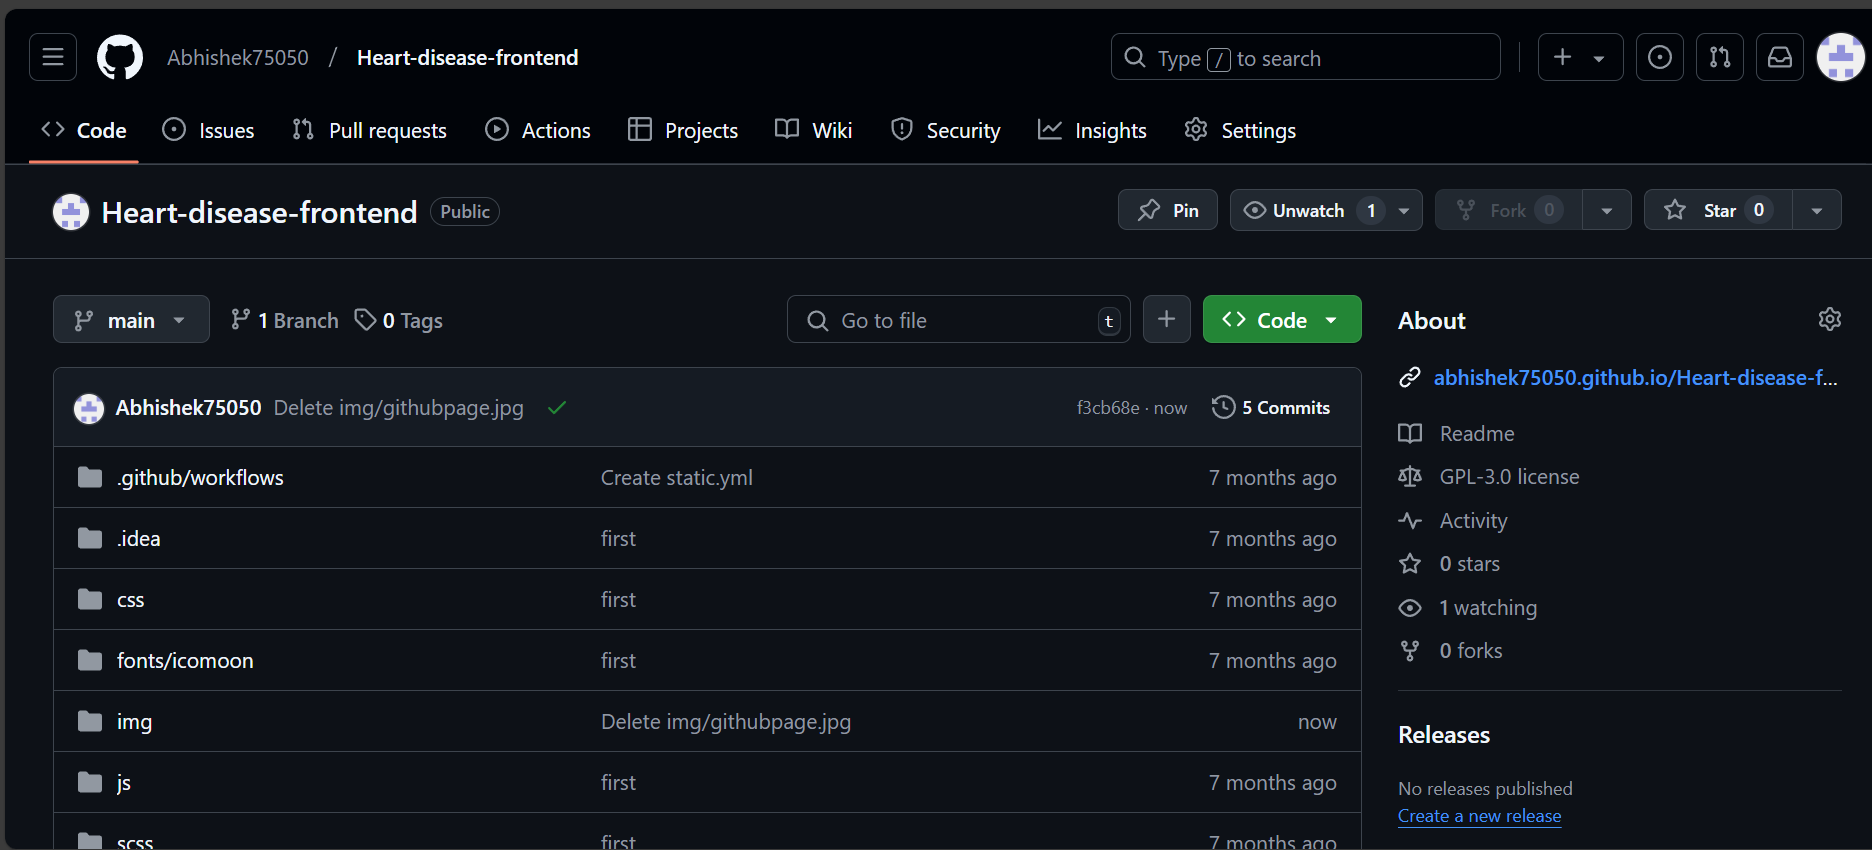 Abhishek75050 / Heart-disease-frontend
Type / to search
Code Issues Pull requests Actions Projects Wiki Security Insights Settings
Heart-disease-frontend Public
Pin Unwatch 1 Fork 0 Star 0
main 1 Branch 0 Tags
Go to file t
Code
Abhishek75050 Delete img/githubpage.jpg f3cb68e · now 5 Commits
.github/workflows Create static.yml 7 months ago
.idea first 7 months ago
css first 7 months ago
fonts/icomoon first 7 months ago
img Delete img/githubpage.jpg now
js first 7 months ago
scss first 7 months ago
About
abhishek75050.github.io/Heart-disease-f...
Readme
GPL-3.0 license
Activity
0 stars
1 watching
0 forks
Releases
No releases published
Create a new release